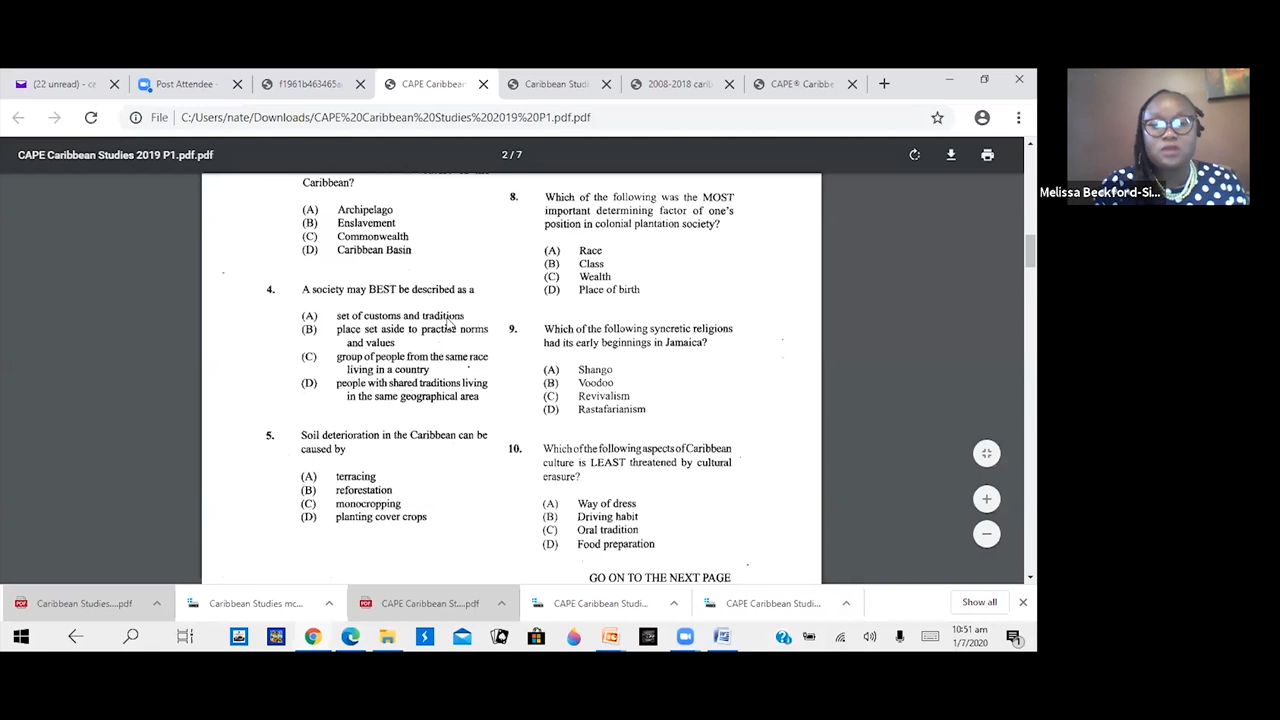 (22 unread) - c
Post Attendee -
f1961b463465a
CAPE Caribbean
Caribbean Studi
2008-2018 cari
CAPE® Caribbe
File
C:/Users/nate/Downloads/CAPE%20Caribbean%20Studies%202019%20P1.pdf.pdf
CAPE Caribbean Studies 2019 P1.pdf.pdf
2 / 7
Melissa Beckford-Si...
Caribbean?
(A) Archipelago
(B) Enslavement
(C) Commonwealth
(D) Caribbean Basin
4. A society may BEST be described as a
(A) set of customs and traditions
(B) place set aside to practise norms
and values
(C) group of people from the same race
living in a country
(D) people with shared traditions living
in the same geographical area
5. Soil deterioration in the Caribbean can be
caused by
(A) terracing
(B) reforestation
(C) monocropping
(D) planting cover crops
8. Which of the following was the MOST
important determining factor of one's
position in colonial plantation society?
(A) Race
(B) Class
(C) Wealth
(D) Place of birth
9. Which of the following syncretic religions
had its early beginnings in Jamaica?
(A) Shango
(B) Voodoo
(C) Revivalism
(D) Rastafarianism
10. Which of the following aspects of Caribbean
culture is LEAST threatened by cultural
erasure?
(A) Way of dress
(B) Driving habit
(C) Oral tradition
(D) Food preparation
GO ON TO THE NEXT PAGE
Caribbean Studies....pdf
Caribbean Studies mc...
CAPE Caribbean St....pdf
CAPE Caribbean Studi...
CAPE Caribbean Studi...
Show all
10:51 am
1/7/2020